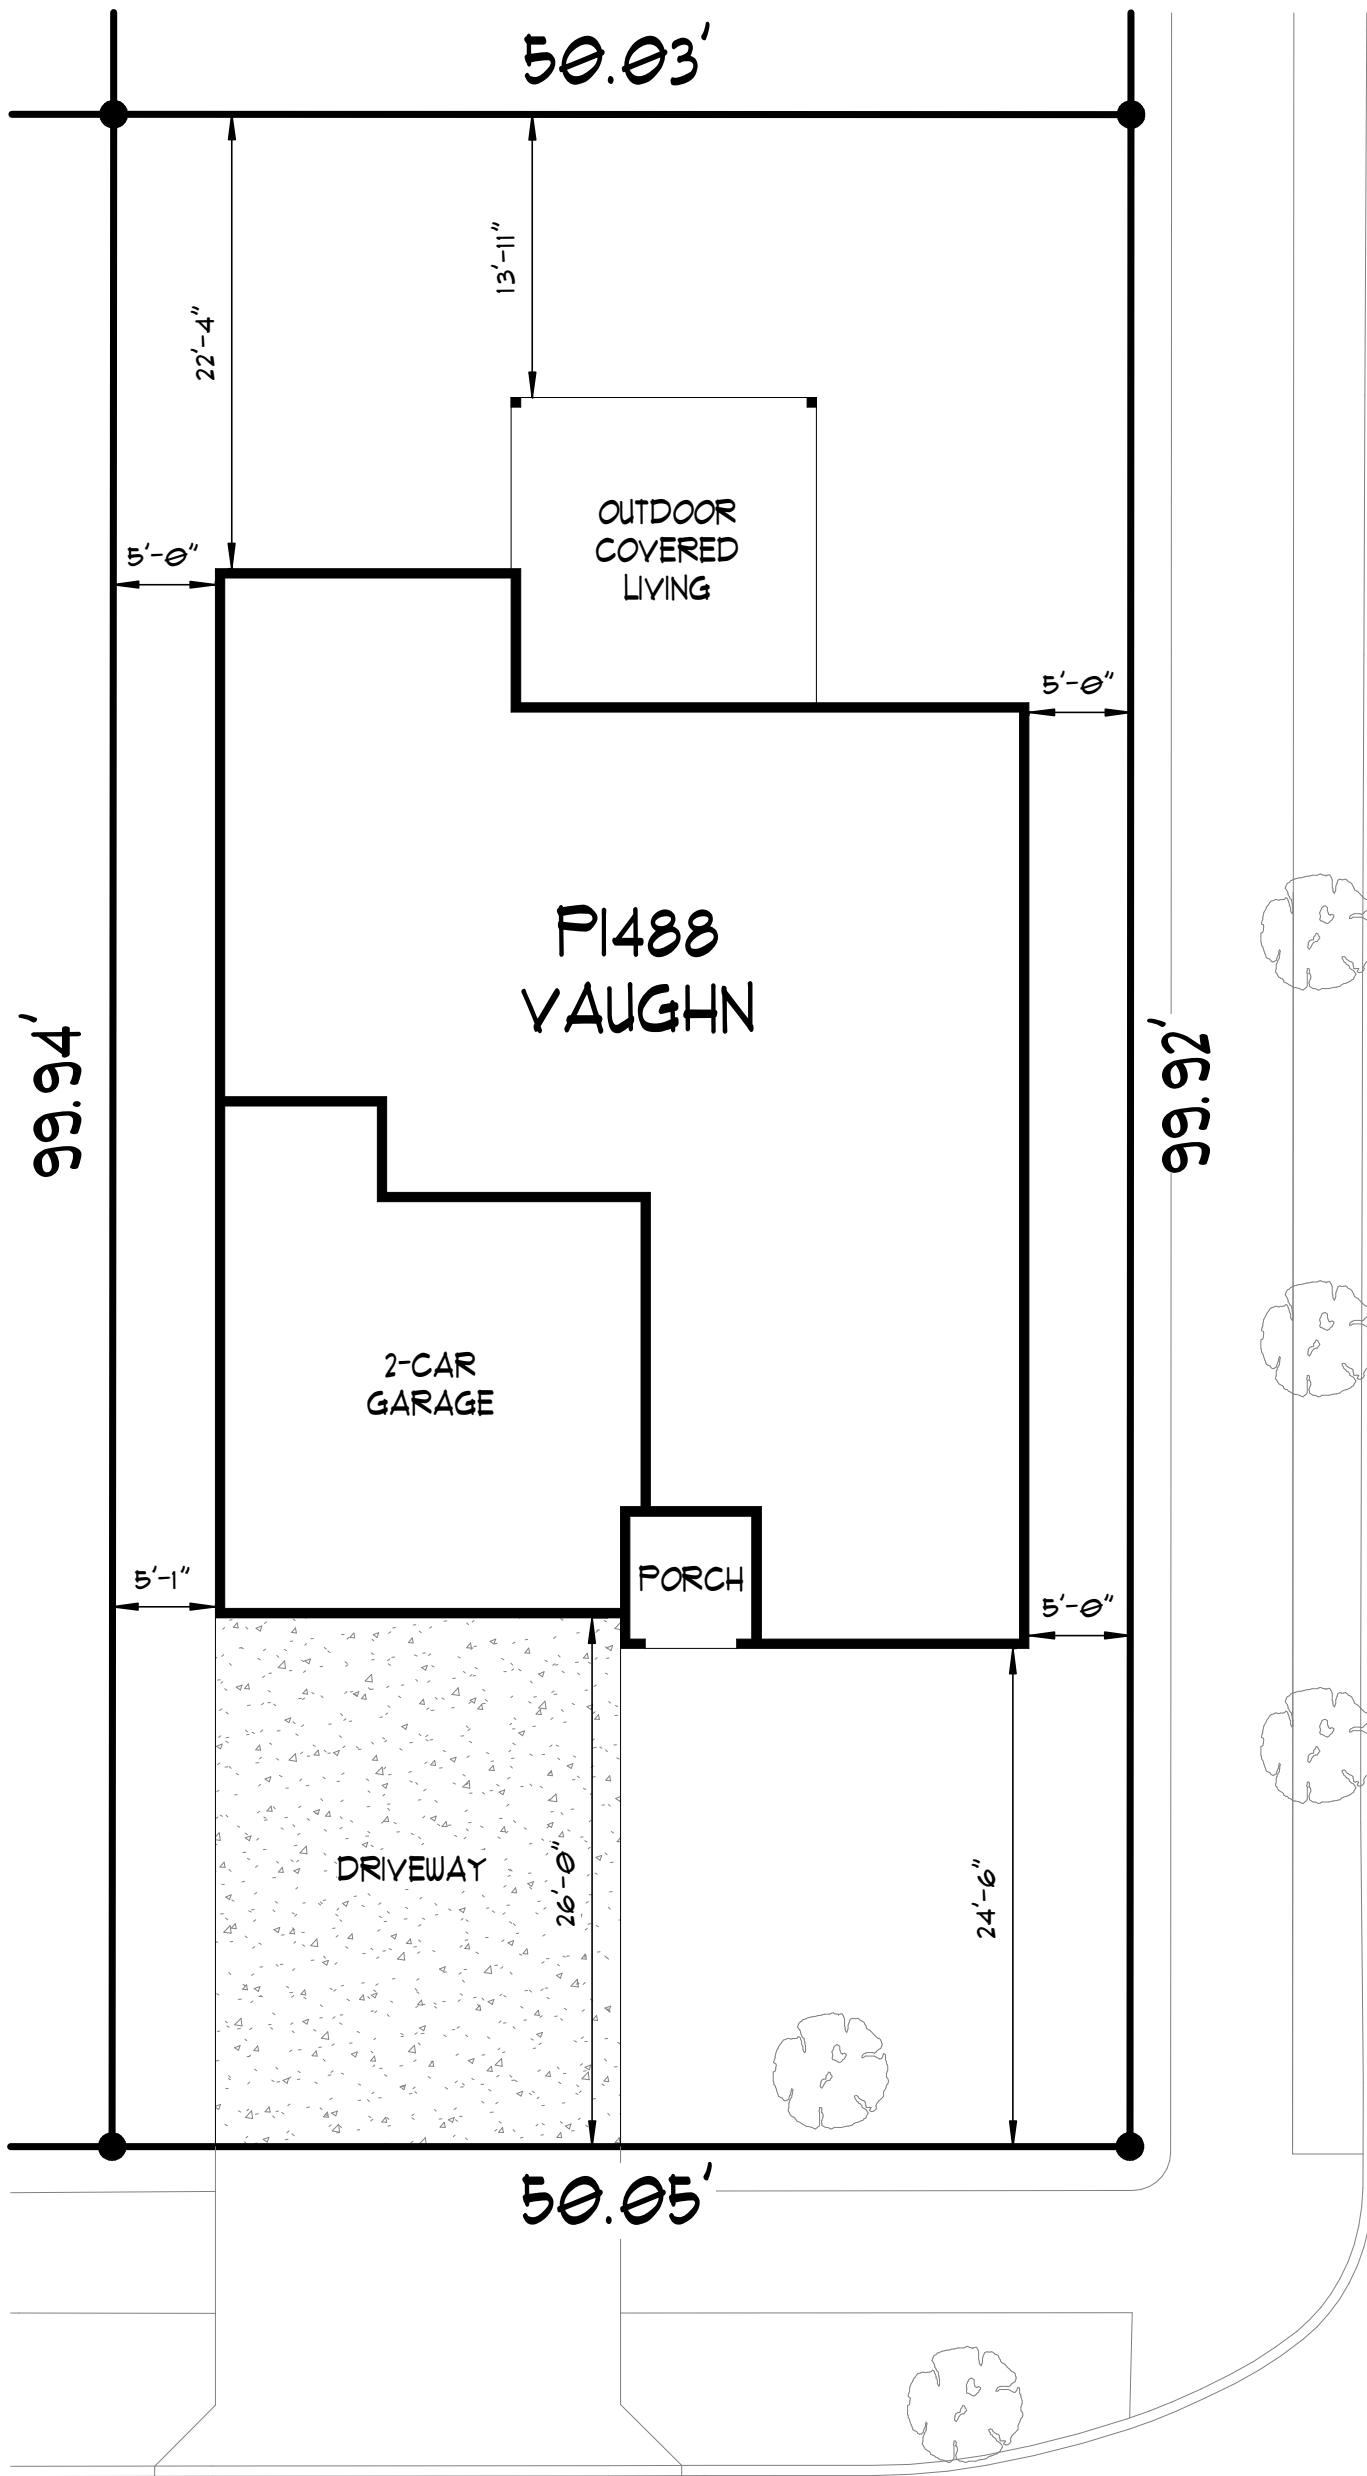 50.03'
22'-4"
13'-11"
OUTDOOR
COVERED
LIVING
5'-0"
5'-0"
P1488
VAUGHN
99.94'
99.92'
2-CAR
GARAGE
PORCH
5'-1"
5'-0"
DRIVEWAY
26'-0"
24'-6"
50.05'